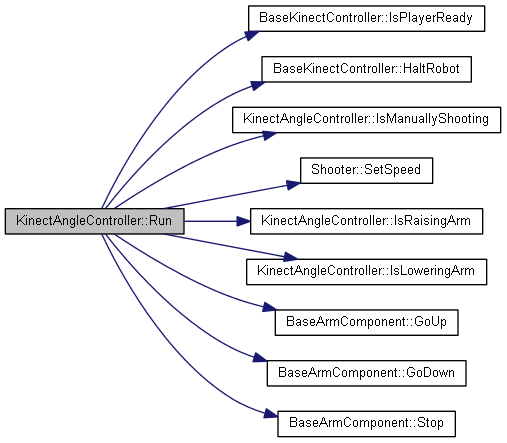 BaseKinectController::IsPlayerReady
BaseKinectController::HaltRobot
KinectAngleController::IsManuallyShooting
Shooter::SetSpeed
KinectAngleController::Run
KinectAngleController::IsRaisingArm
KinectAngleController::IsLoweringArm
BaseArmComponent::GoUp
BaseArmComponent::GoDown
BaseArmComponent::Stop